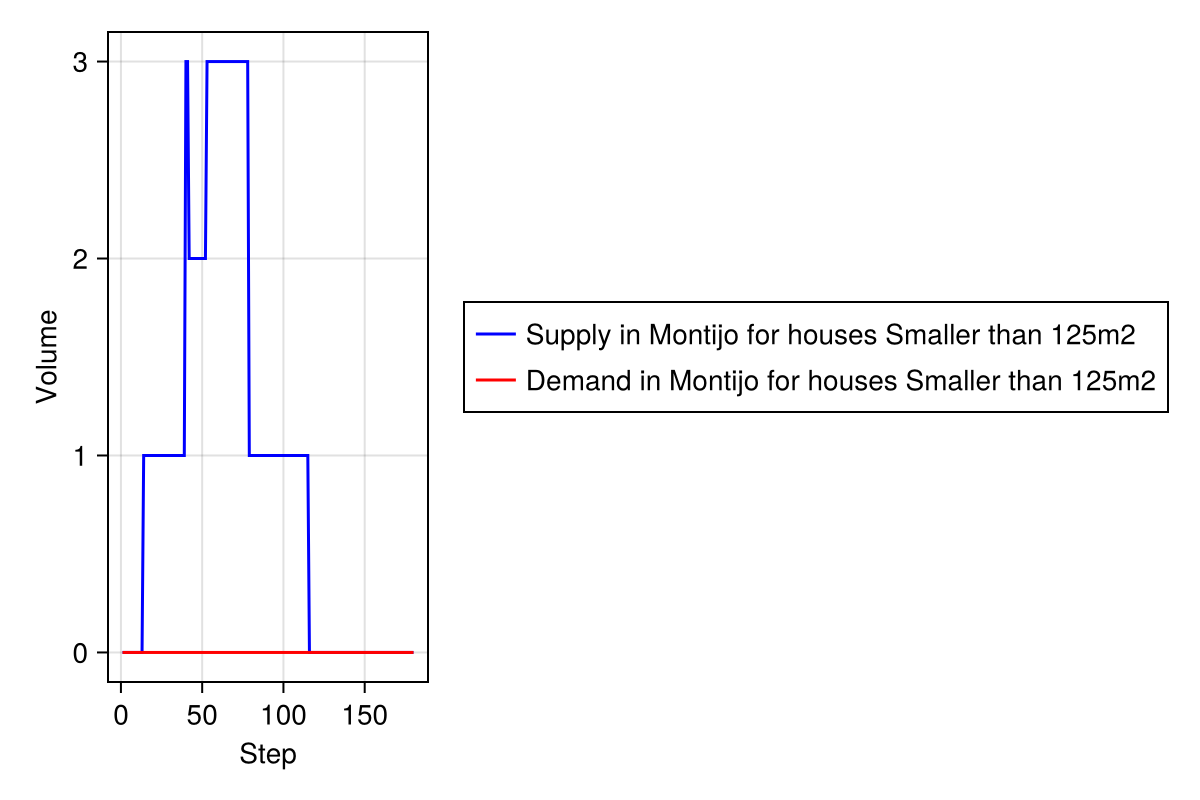 3
2
1
0
Volume
0 50 100 150
Step
Supply in Montijo for houses Smaller than 125m2
Demand in Montijo for houses Smaller than 125m2